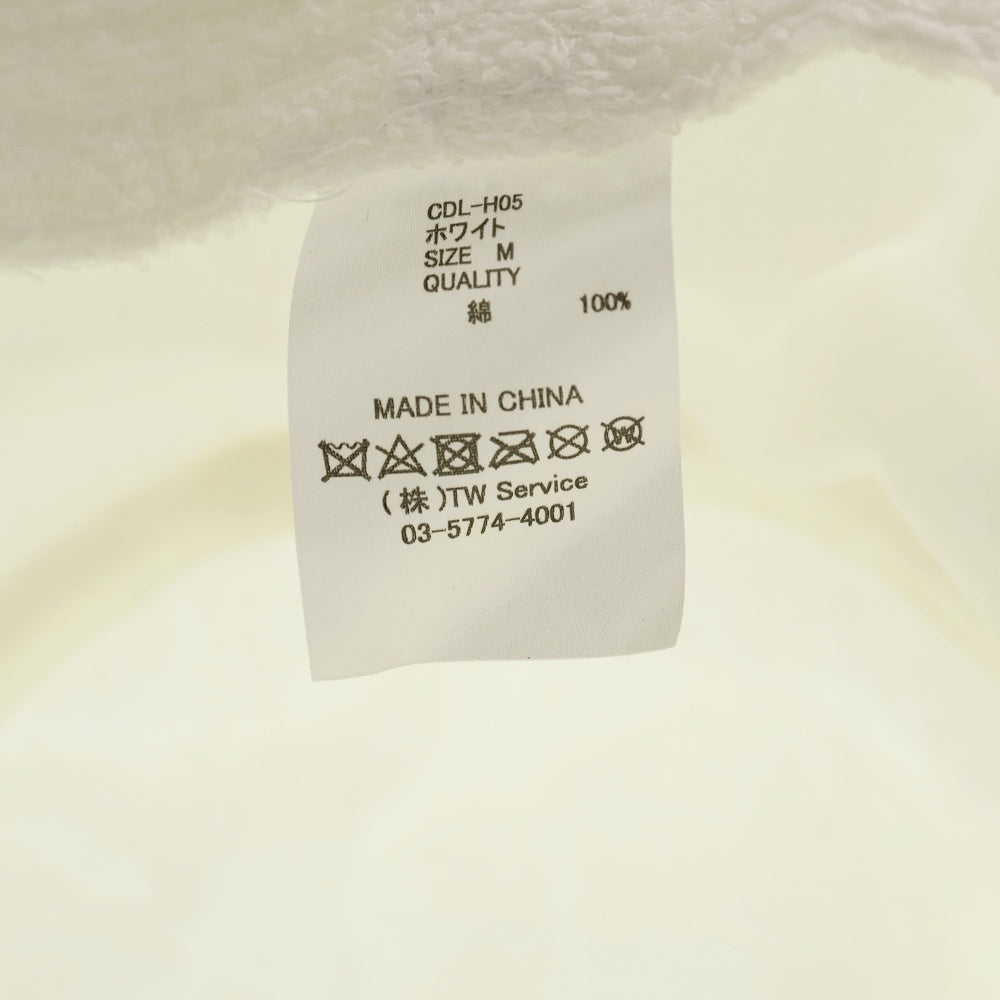 CDL-H05
ホワイト
SIZE M
QUALITY
綿 100%
MADE IN CHINA
W
(株)TW Service
03-5774-4001